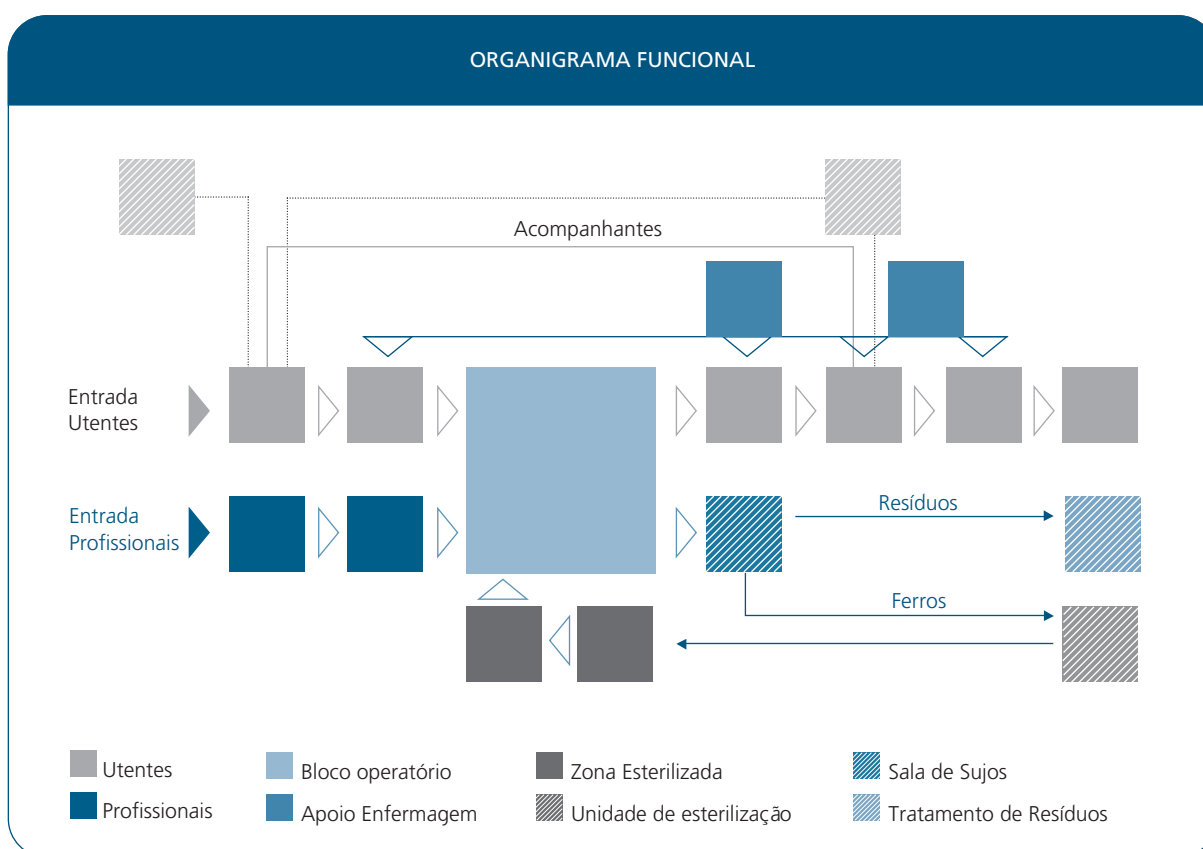 ORGANIGRAMA FUNCIONAL
Acompanhantes
Entrada
Utentes
Entrada
Profissionais
Resíduos
Ferros
Utentes
Bloco operatório
Zona Esterilizada
Sala de Sujos
Profissionais
Apoio Enfermagem
Unidade de esterilização
Tratamento de Resíduos